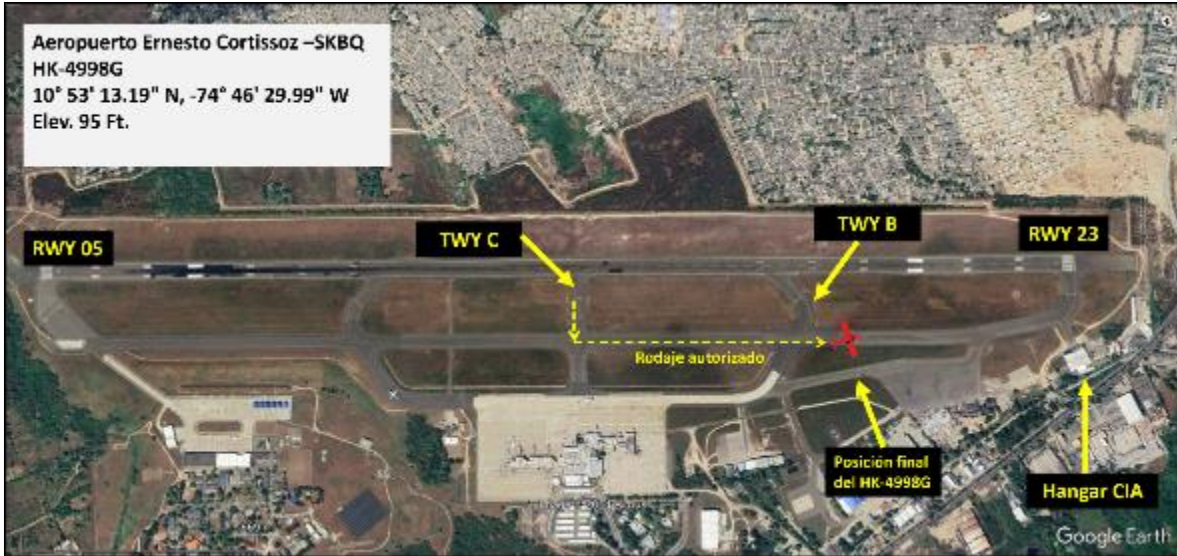 Aeropuerto Ernesto Cortissoz –SKBQ
HK-4998G
10° 53' 13.19" N, -74° 46' 29.99" W
Elev. 95 Ft.
RWY 05
TWY C
TWY B
RWY 23
Rodaje autorizado
Posición final
del HK-4998G
Hangar CIA
Google Earth